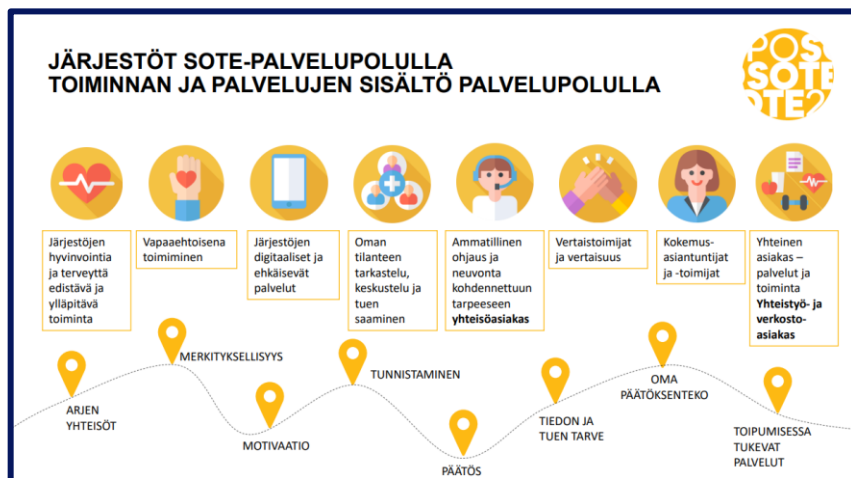 JÄRJESTÖT SOTE-PALVELUPOLULLA
TOIMINNAN JA PALVELUJEN SISÄLTÖ PALVELUPOLULLA
POS
SOTE
OTE2
Järjestöjen
hyvinvointia
ja terveyttä
edistävä ja
ylläpitävä
toiminta
Vapaaehtoisena
toimiminen
Järjestöjen
digitaaliset ja
ehkäisevät
palvelut
Oman
tilanteen
tarkastelu,
keskustelu ja
tuen
saaminen
Ammatillinen
ohjaus ja
neuvonta
kohdennettuun
tarpeeseen
yhteisöasiakas
Vertaistoimijat
ja vertaisuus
Kokemus-
asiantuntijat
ja -toimijat
Yhteinen
asiakas –
palvelut ja
toiminta
Yhteistyö- ja
verkosto-
asiakas
ARJEN
YHTEISÖT
MERKITYKSELLISYYS
MOTIVAATIO
TUNNISTAMINEN
PÄÄTÖS
TIEDON JA
TUEN TARVE
OMA
PÄÄTÖKSENTEKO
TOIPUMISESSA
TUKEVAT
PALVELUT